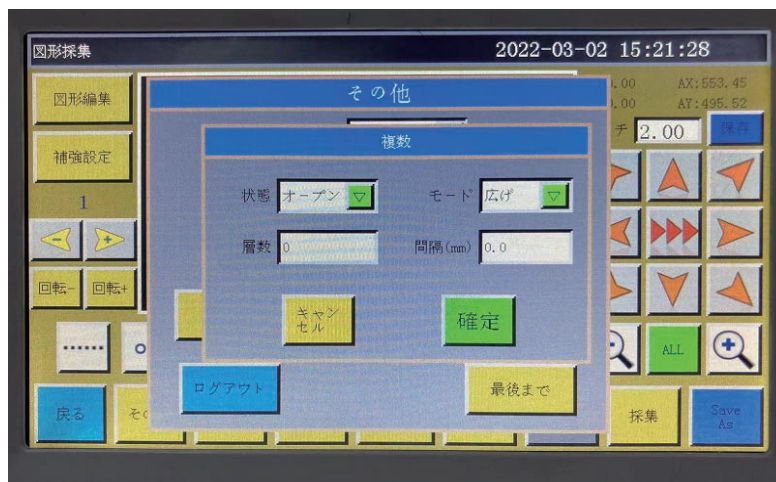 図形採集
2022-03-02 15:21:28
図形編集
補強設定
1
回転- 回転+
戻る
その他
.00 AX:553.45
.00 AY:495.52
チ 2.00 保存
複数
状態 オープン モード 広げ
層数 0 間隔(mm) 0.0
キャン
セル
確定
ログアウト
最後まで
ALL
採集
Save
As